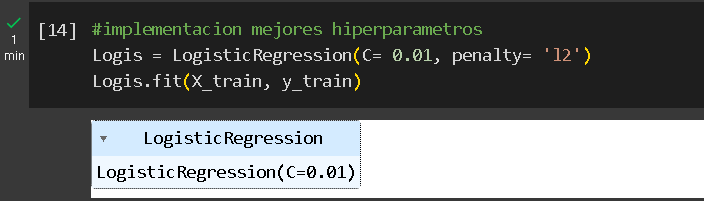 [14] #implementacion mejores hiperparametros
1
min
Logis = LogisticRegression(C= 0.01, penalty= 'l2')
Logis.fit(X_train, y_train)
LogisticRegression
LogisticRegression(C=0.01)